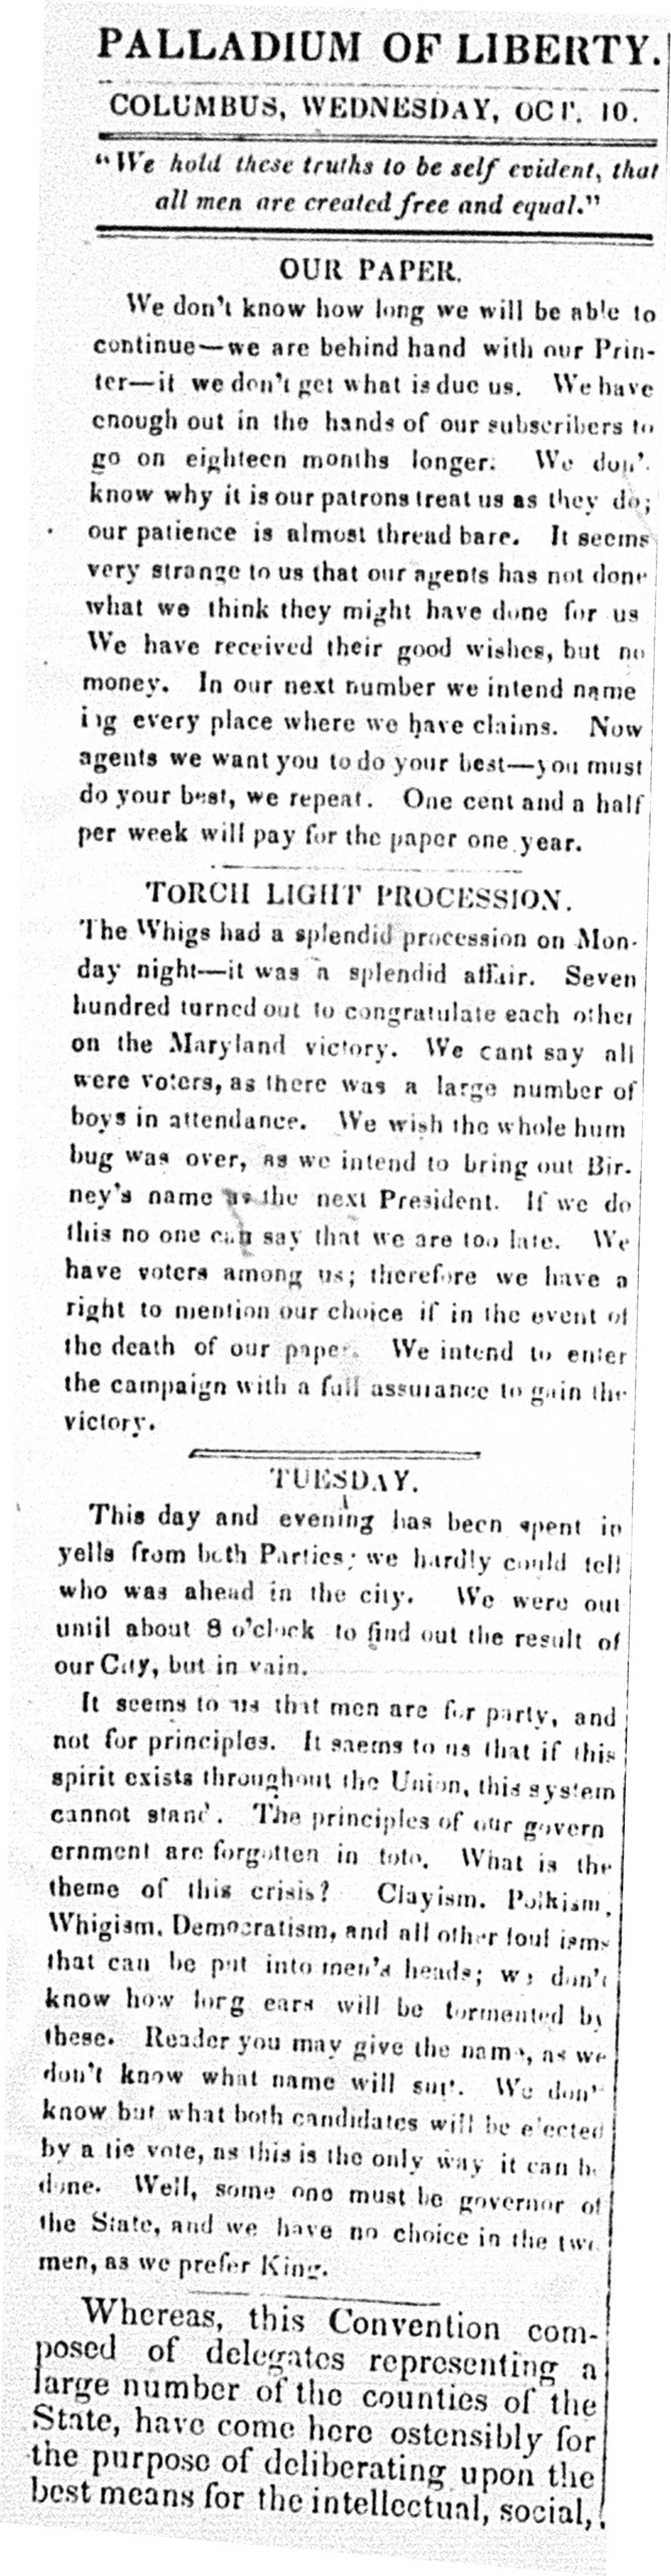 PALLADIUM OF LIBERTY.
COLUMBUS, WEDNESDAY, OCT. 10.
"We hold these truths to be self evident, that
all men are created free and equal."
OUR PAPER.
We don't know how long we will be able to
continue—we are behind hand with our Prin-
ter—it we don't get what is due us. We have
enough out in the hands of our subscribers to
go on eighteen months longer. We don'
know why it is our patrons treat us as they do;
our patience is almost thread bare. It seems
very strange to us that our agents has not done
what we think they might have done for us
We have received their good wishes, but no
money. In our next number we intend name
ing every place where we have claims. Now
agents we want you to do your best—you must
do your best, we repeat. One cent and a half
per week will pay for the paper one year.
TORCH LIGHT PROCESSION.
The Whigs had a splendid procession on Mon-
day night—it was a splendid affair. Seven
hundred turned out to congratulate each other
on the Maryland victory. We cant say all
were voters, as there was a large number of
boys in attendance. We wish the whole hum
bug was over, as we intend to bring out Bir-
ney's name as the next President. If we do
this no one can say that we are too late. We
have voters among us; therefore we have a
right to mention our choice if in the event of
the death of our paper. We intend to enter
the campaign with a full assurance to gain the
victory.
TUESDAY.
This day and evening has been spent in
yells from both Parties; we hardly could tell
who was ahead in the city. We were out
until about 8 o'clock to find out the result of
our City, but in vain.
It seems to us that men are for party, and
not for principles. It saems to us that if this
spirit exists throughout the Union, this system
cannot stand. The principles of our govern
ernment are forgotten in toto. What is the
theme of this crisis? Clayism. Polkism,
Whigism, Democratism, and all other foul isms
that can be put into men's heads; we don't
know how long ears will be tormented by
these. Reader you may give the name, as we
don't know what name will suit. We don'
know but what both candidates will be elected
by a tie vote, as this is the only way it can be
done. Well, some one must be governor of
the State, and we have no choice in the two
men, as we prefer King.
Whereas, this Convention com-
posed of delegates representing a
large number of the counties of the
State, have come here ostensibly for
the purpose of deliberating upon the
best means for the intellectual, social,